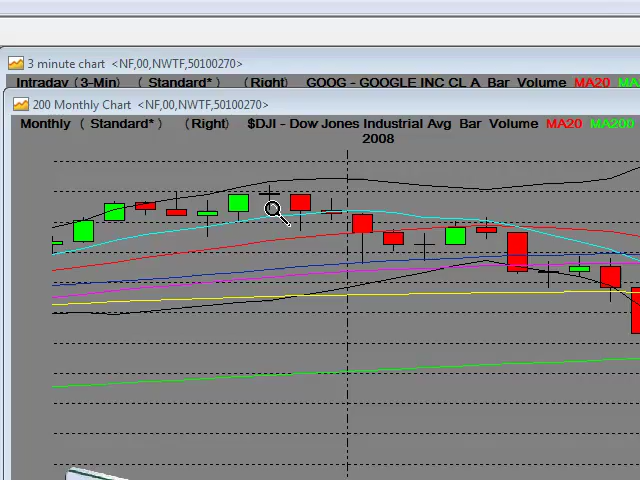 3 minute chart <NF,00,NWTF,50100270>
Intraday ( 3-Min) ( Standard* ) (Right) GOOG - GOOGLE INC CL A Bar Volume MA20 MA
200 Monthly Chart <NF,00,NWTF,50100270>
Monthly ( Standard* ) (Right) $DJI - Dow Jones Industrial Avg Bar Volume MA20 MA200
2008